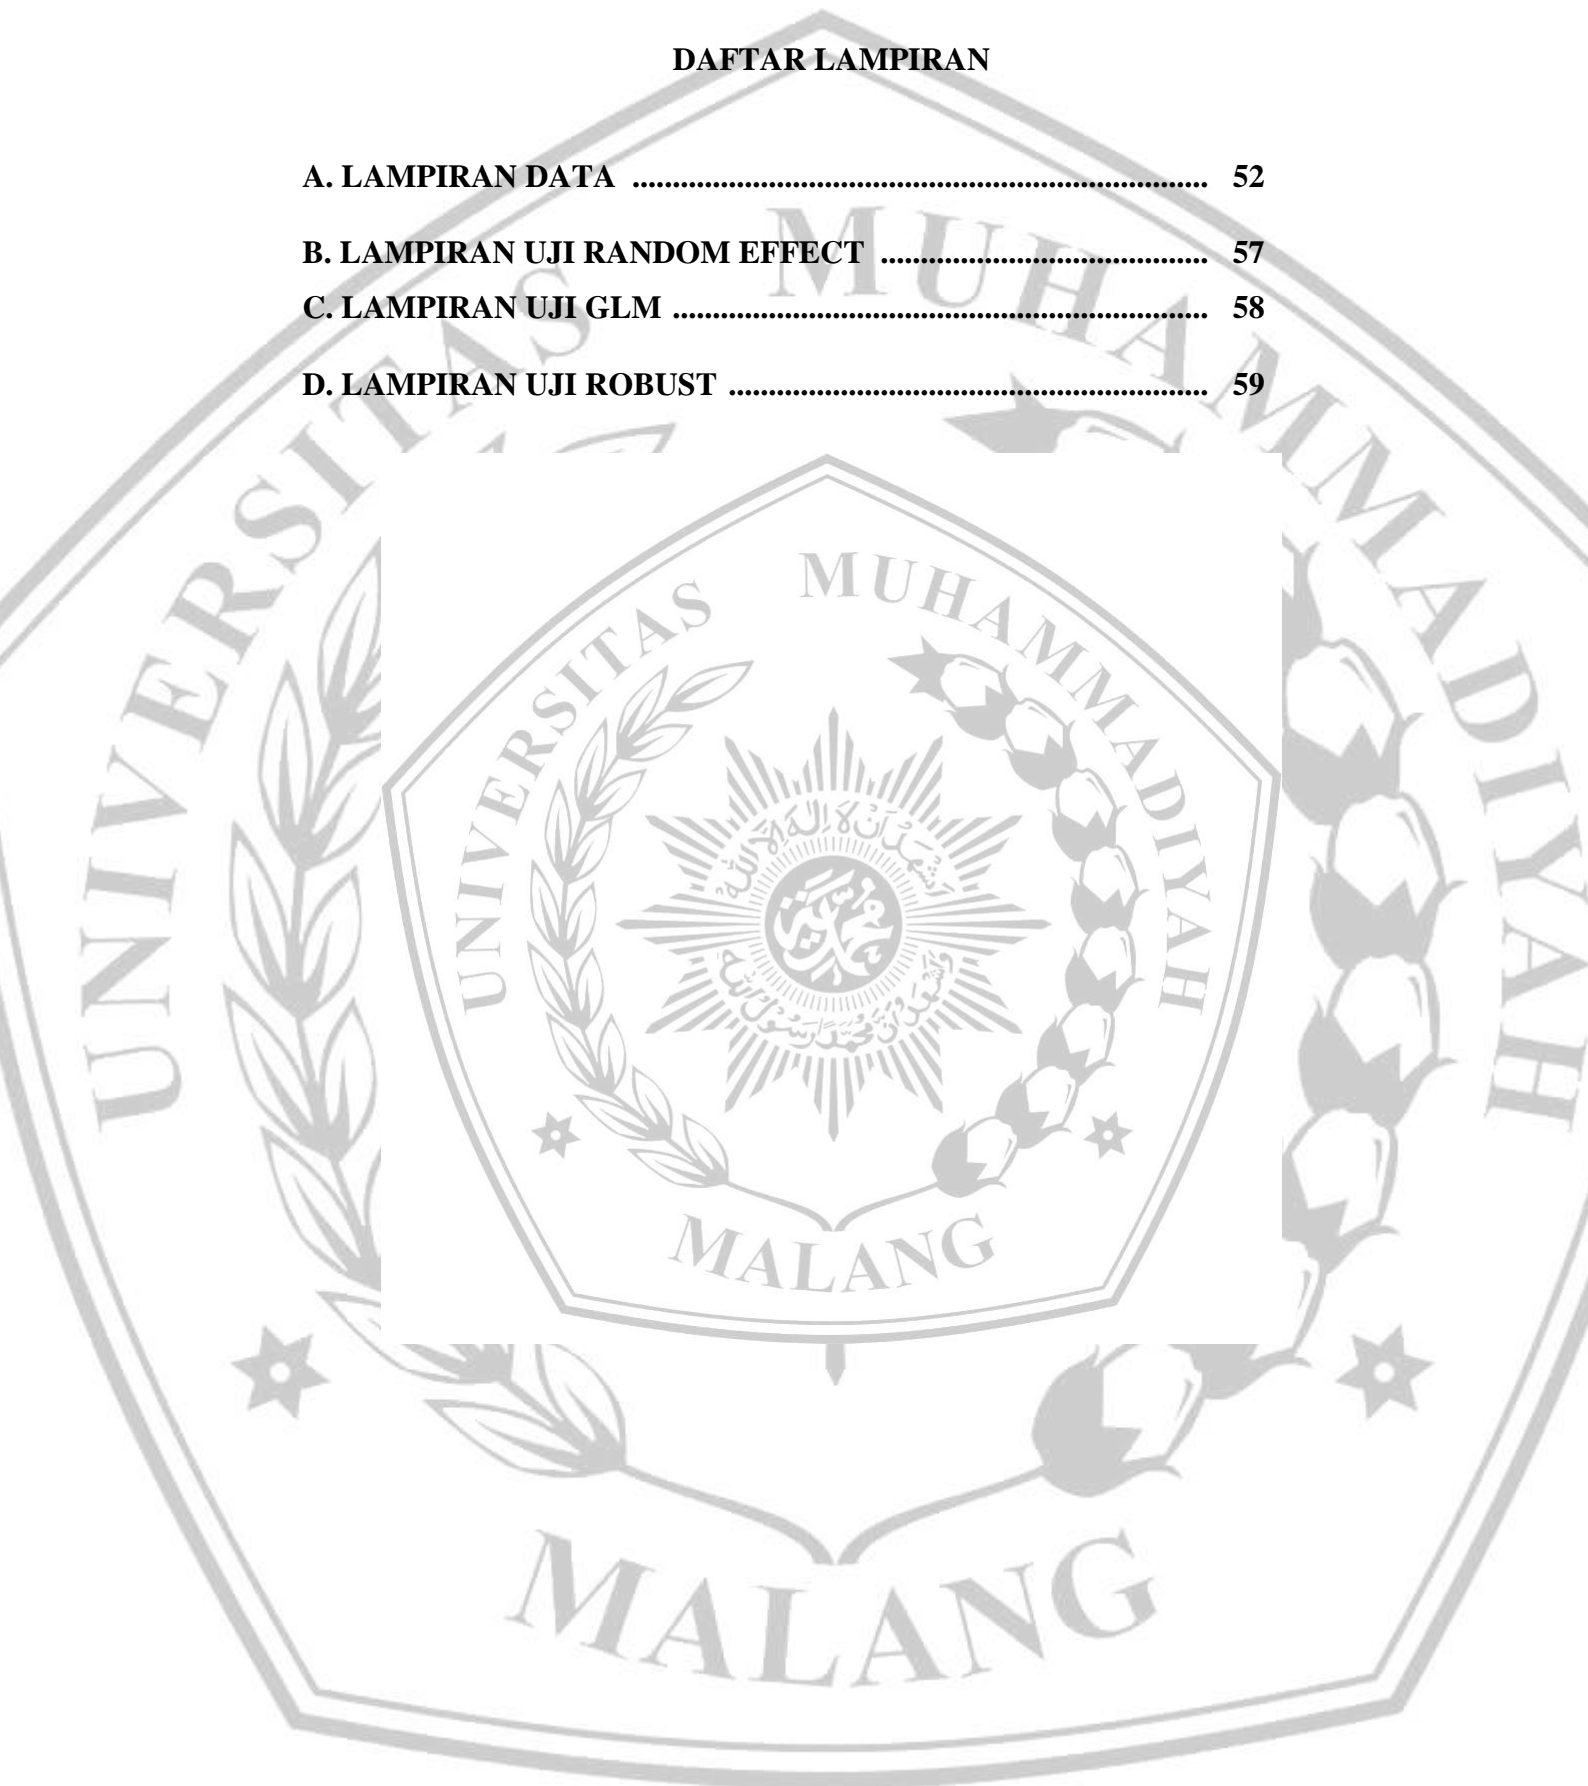 DAFTAR LAMPIRAN
A. LAMPIRAN DATA ........................................................................ 52
B. LAMPIRAN UJI RANDOM EFFECT ......................................... 57
C. LAMPIRAN UJI GLM ................................................................... 58
D. LAMPIRAN UJI ROBUST ............................................................ 59
UNIVERSITAS MUHAMMADIYAH
MALANG
UNIVERSITAS MUHAMMADIYAH
MALANG